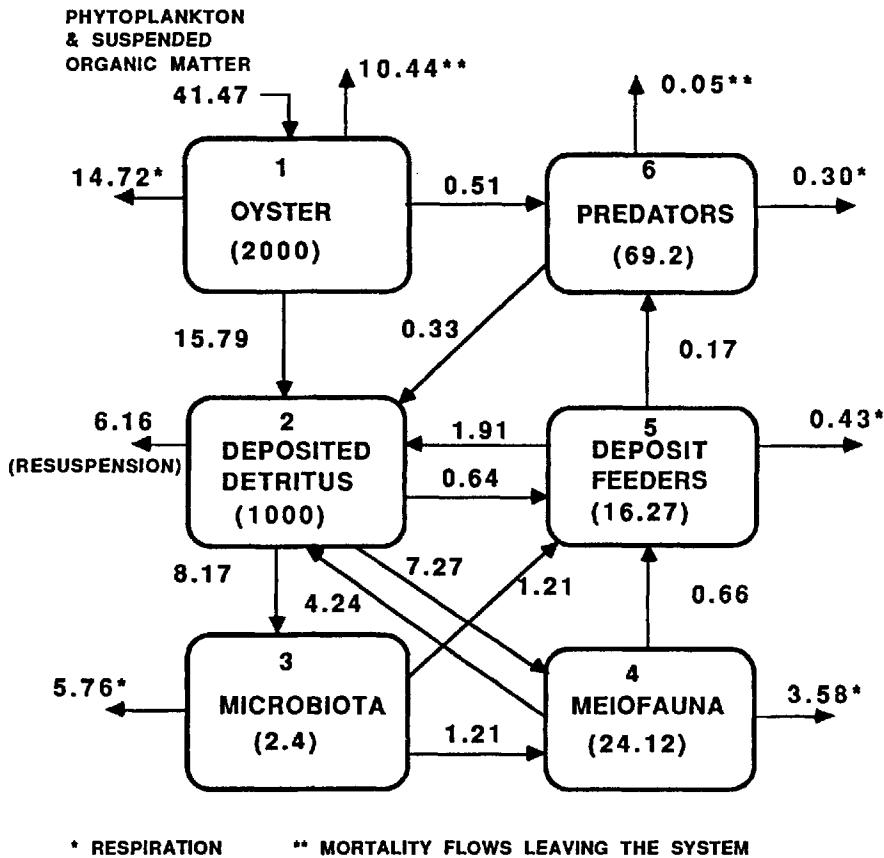 PHYTOPLANKTON
& SUSPENDED
ORGANIC MATTER
41.47
10.44**
0.05**
14.72*
1
OYSTER
(2000)
0.51
6
PREDATORS
(69.2)
0.30*
15.79
0.33
0.17
6.16
(RESUSPENSION)
2
DEPOSITED
DETRITUS
(1000)
1.91
0.64
5
DEPOSIT
FEEDERS
(16.27)
0.43*
8.17
4.24
7.27
1.21
0.66
5.76*
3
MICROBIOTA
(2.4)
1.21
4
MEIOFAUNA
(24.12)
3.58*
* RESPIRATION
** MORTALITY FLOWS LEAVING THE SYSTEM